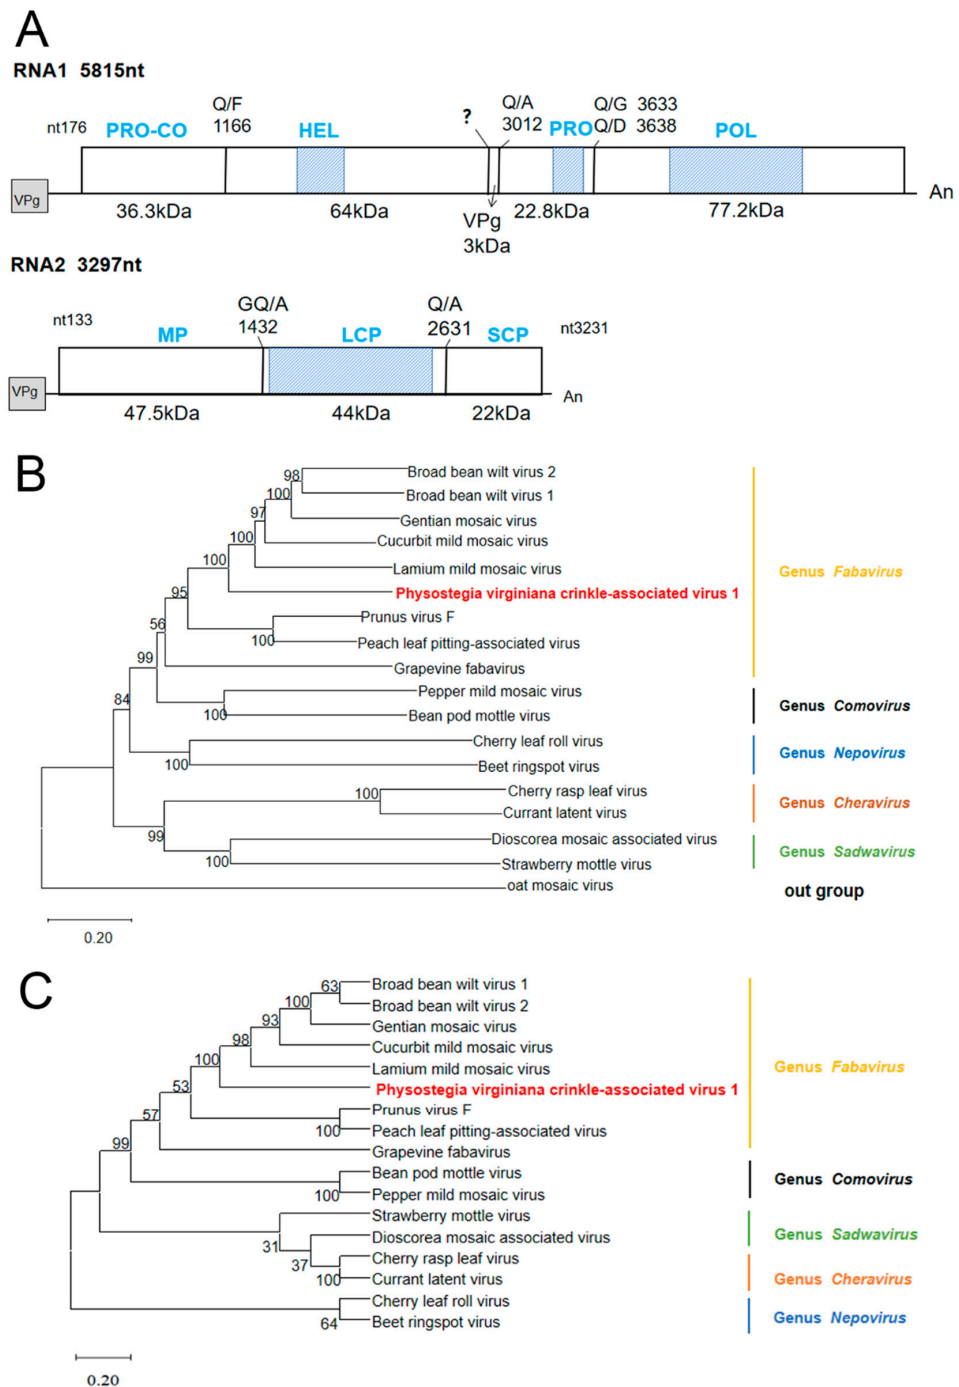 A
RNA1 5815nt
nt176
PRO-CO
Q/F
1166
HEL
?
Q/A
3012
PRO
Q/G 3633
Q/D 3638
POL
VPg
An
36.3kDa
64kDa
VPg
3kDa
22.8kDa
77.2kDa
RNA2 3297nt
nt133
MP
GQ/A
1432
LCP
Q/A
2631
SCP
nt3231
VPg
An
47.5kDa
44kDa
22kDa
B
98
Broad bean wilt virus 2
100
Broad bean wilt virus 1
97
Gentian mosaic virus
100
Cucurbit mild mosaic virus
100
Lamium mild mosaic virus
Genus Fabavirus
95
Physostegia virginiana crinkle-associated virus 1
Prunus virus F
56
100
Peach leaf pitting-associated virus
99
Grapevine fabavirus
84
Pepper mild mosaic virus
Genus Comovirus
100
Bean pod mottle virus
Cherry leaf roll virus
Genus Nepovirus
100
Beet ringspot virus
100
Cherry rasp leaf virus
Genus Cheravirus
Currant latent virus
99
Dioscorea mosaic associated virus
Genus Sadwavirus
100
Strawberry mottle virus
oat mosaic virus
out group
0.20
C
63
Broad bean wilt virus 1
100
Broad bean wilt virus 2
93
Gentian mosaic virus
98
Cucurbit mild mosaic virus
100
Lamium mild mosaic virus
Genus Fabavirus
53
Physostegia virginiana crinkle-associated virus 1
57
Prunus virus F
100
Peach leaf pitting-associated virus
99
Grapevine fabavirus
Bean pod mottle virus
Genus Comovirus
100
Pepper mild mosaic virus
Strawberry mottle virus
31
Dioscorea mosaic associated virus
Genus Sadwavirus
37
Cherry rasp leaf virus
100
Currant latent virus
Genus Cheravirus
Cherry leaf roll virus
64
Beet ringspot virus
Genus Nepovirus
0.20